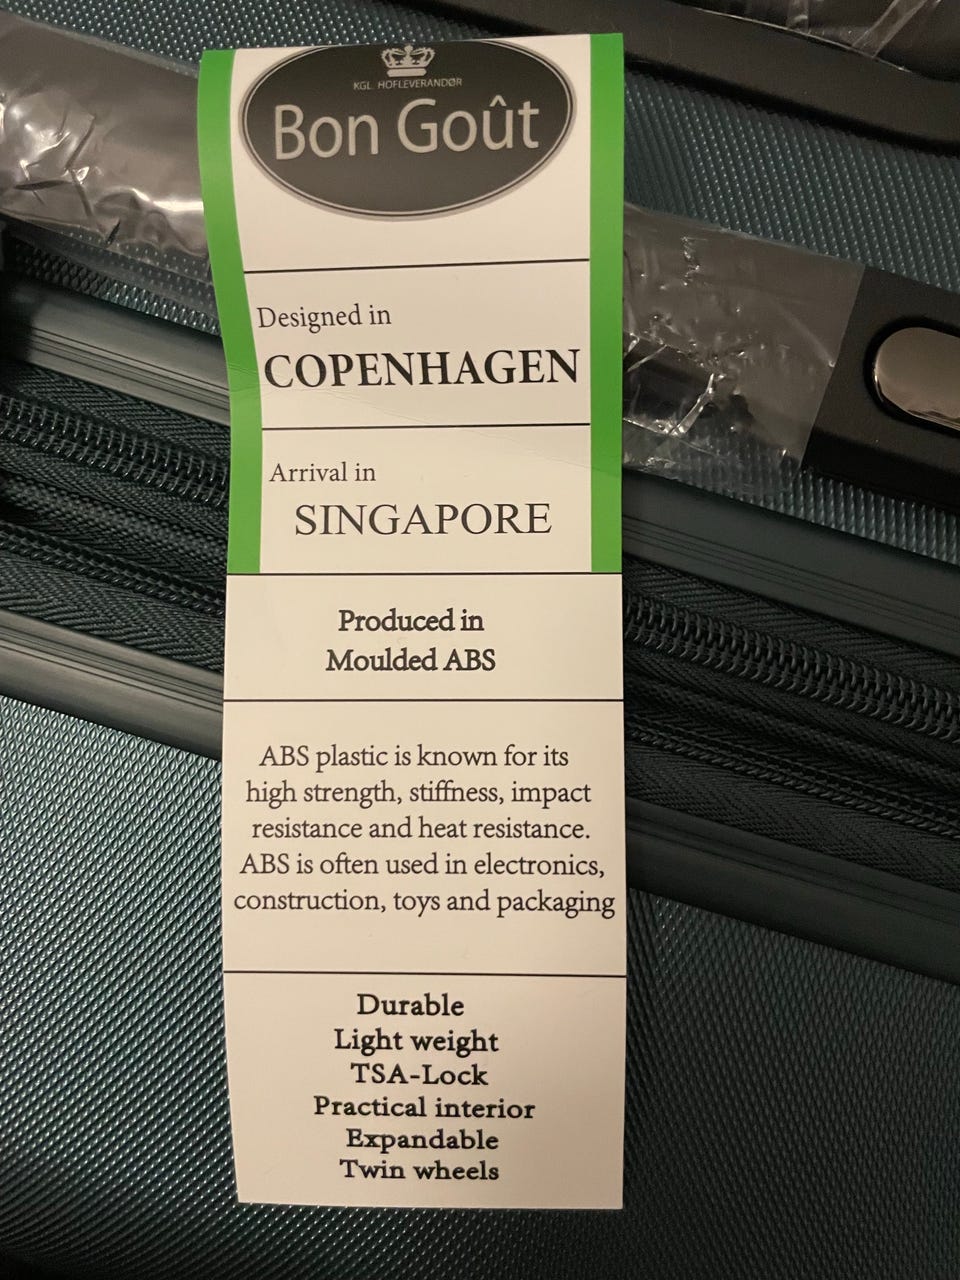 KGL. HOFLEVERANDØR
Bon Goût
Designed in
COPENHAGEN
Arrival in
SINGAPORE
Produced in
Moulded ABS
ABS plastic is known for its
high strength, stiffness, impact
resistance and heat resistance.
ABS is often used in electronics,
construction, toys and packaging
Durable
Light weight
TSA-Lock
Practical interior
Expandable
Twin wheels